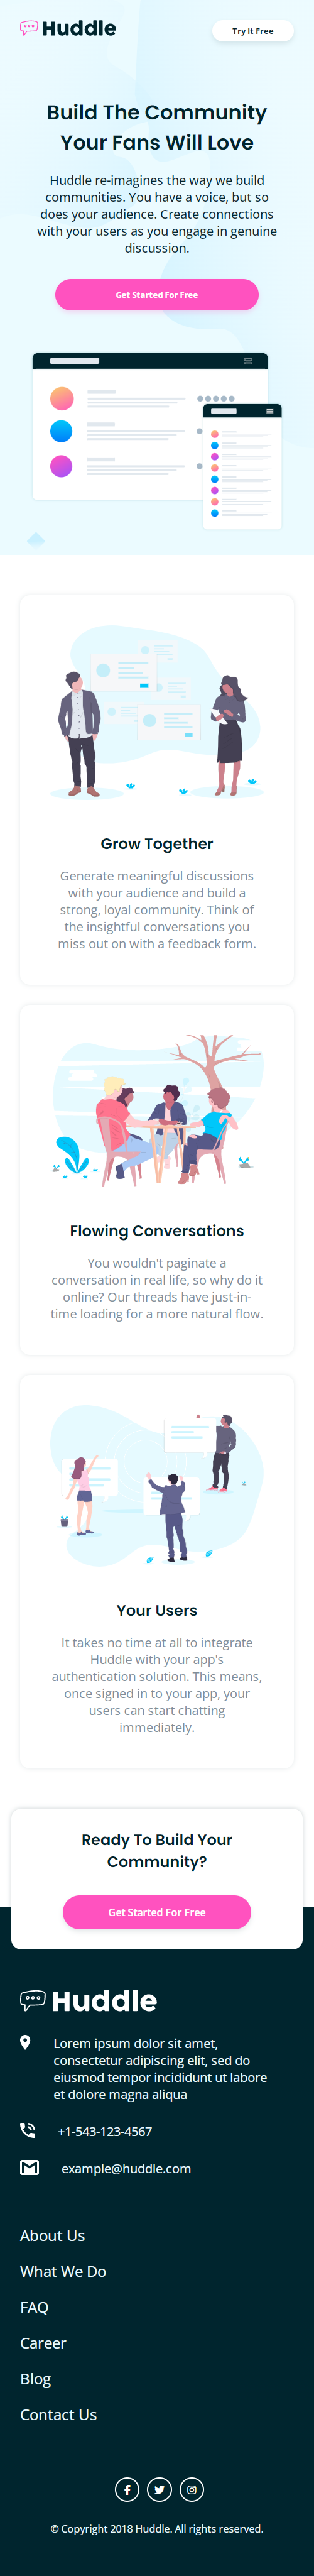 Huddle
Try It Free
Build The Community
Your Fans Will Love
Huddle re-imagines the way we build
communities. You have a voice, but so
does your audience. Create connections
with your users as you engage in genuine
discussion.
Get Started For Free
Grow Together
Generate meaningful discussions
with your audience and build a
strong, loyal community. Think of
the insightful conversations you
miss out on with a feedback form.
Flowing Conversations
You wouldn't paginate a
conversation in real life, so why do it
online? Our threads have just-in-
time loading for a more natural flow.
Your Users
It takes no time at all to integrate
Huddle with your app's
authentication solution. This means,
once signed in to your app, your
users can start chatting
immediately.
Ready To Build Your
Community?
Get Started For Free
Huddle
Lorem ipsum dolor sit amet,
consectetur adipiscing elit, sed do
eiusmod tempor incididunt ut labore
et dolore magna aliqua
+1-543-123-4567
example@huddle.com
About Us
What We Do
FAQ
Career
Blog
Contact Us
© Copyright 2018 Huddle. All rights reserved.